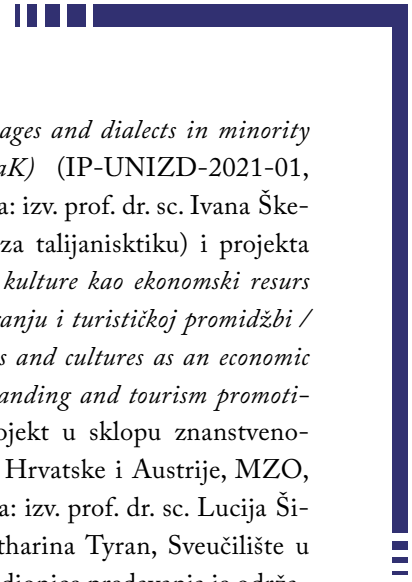 ages and dialects in minority
aK) (IP-UNIZD-2021-01,
a: izv. prof. dr. sc. Ivana Ške-
za talijanisktiku) i projekta
kulture kao ekonomski resurs
anju i turističkoj promidžbi /
s and cultures as an economic
anding and tourism promoti-
ojekt u sklopu znanstveno-
Hrvatske i Austrije, MZO,
a: izv. prof. dr. sc. Lucija Ši-
tharina Tyran, Sveučilište u